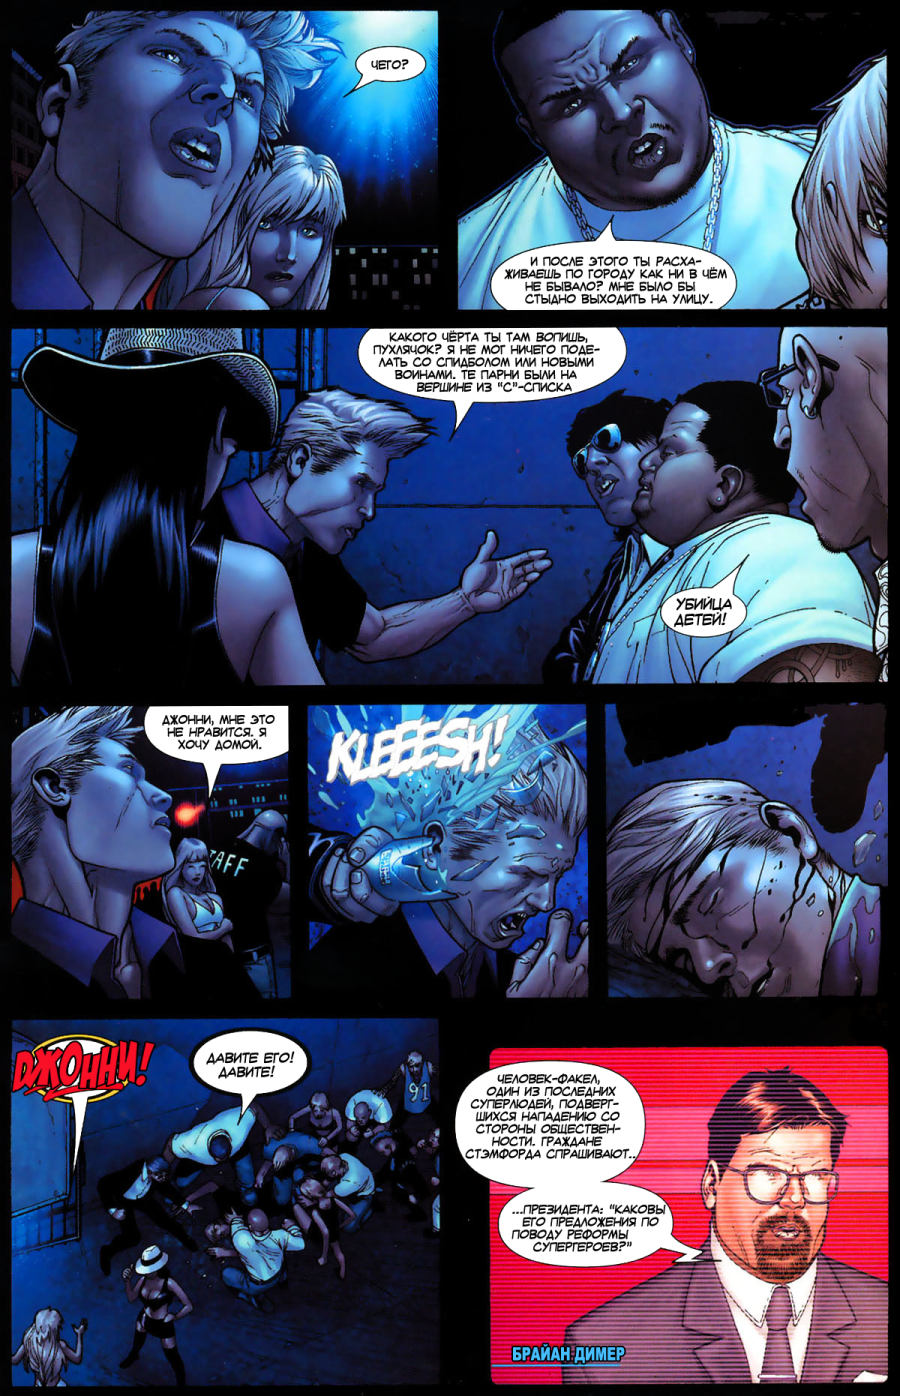 ЧЕГО?
И ПОСЛЕ ЭТОГО ТЫ РАСХА-
ЖИВАЕШЬ ПО ГОРОДУ КАК НИ В ЧЁМ
НЕ БЫВАЛО? МНЕ БЫЛО БЫ
СТЫДНО ВЫХОДИТЬ НА УЛИЦУ.
КАКОГО ЧЁРТА ТЫ ТАМ ВОПИШЬ,
ПУХЛЯЧОК? Я НЕ МОГ НИЧЕГО ПОДЕ-
ЛАТЬ СО СПИДБОЛОМ ИЛИ НОВЫМИ
ВОИНАМИ. ТЕ ПАРНИ БЫЛИ НА
ВЕРШИНЕ ИЗ "С"-СПИСКА
УБИЙЦА
ДЕТЕЙ!
ДЖОННИ, МНЕ ЭТО
НЕ НРАВИТСЯ. Я
ХОЧУ ДОМОЙ.
TAFF
KLEEESH!
ДЖОННИ!
ДАВИТЕ ЕГО!
ДАВИТЕ!
91
ЧЕЛОВЕК-ФАКЕЛ,
ОДИН ИЗ ПОСЛЕДНИХ
СУПЕРЛЮДЕЙ, ПОДВЕРГ-
ШИХСЯ НАПАДЕНИЮ СО
СТОРОНЫ ОБЩЕСТВЕН-
НОСТИ. ГРАЖДАНЕ
СТЭМФОРДА СПРАШИВАЮТ..
...ПРЕЗИДЕНТА: "КАКОВЫ
ЕГО ПРЕДЛОЖЕНИЯ ПО
ПОВОДУ РЕФОРМЫ
СУПЕРГЕРОЕВ?"
БРАЙАН ДИМЕР